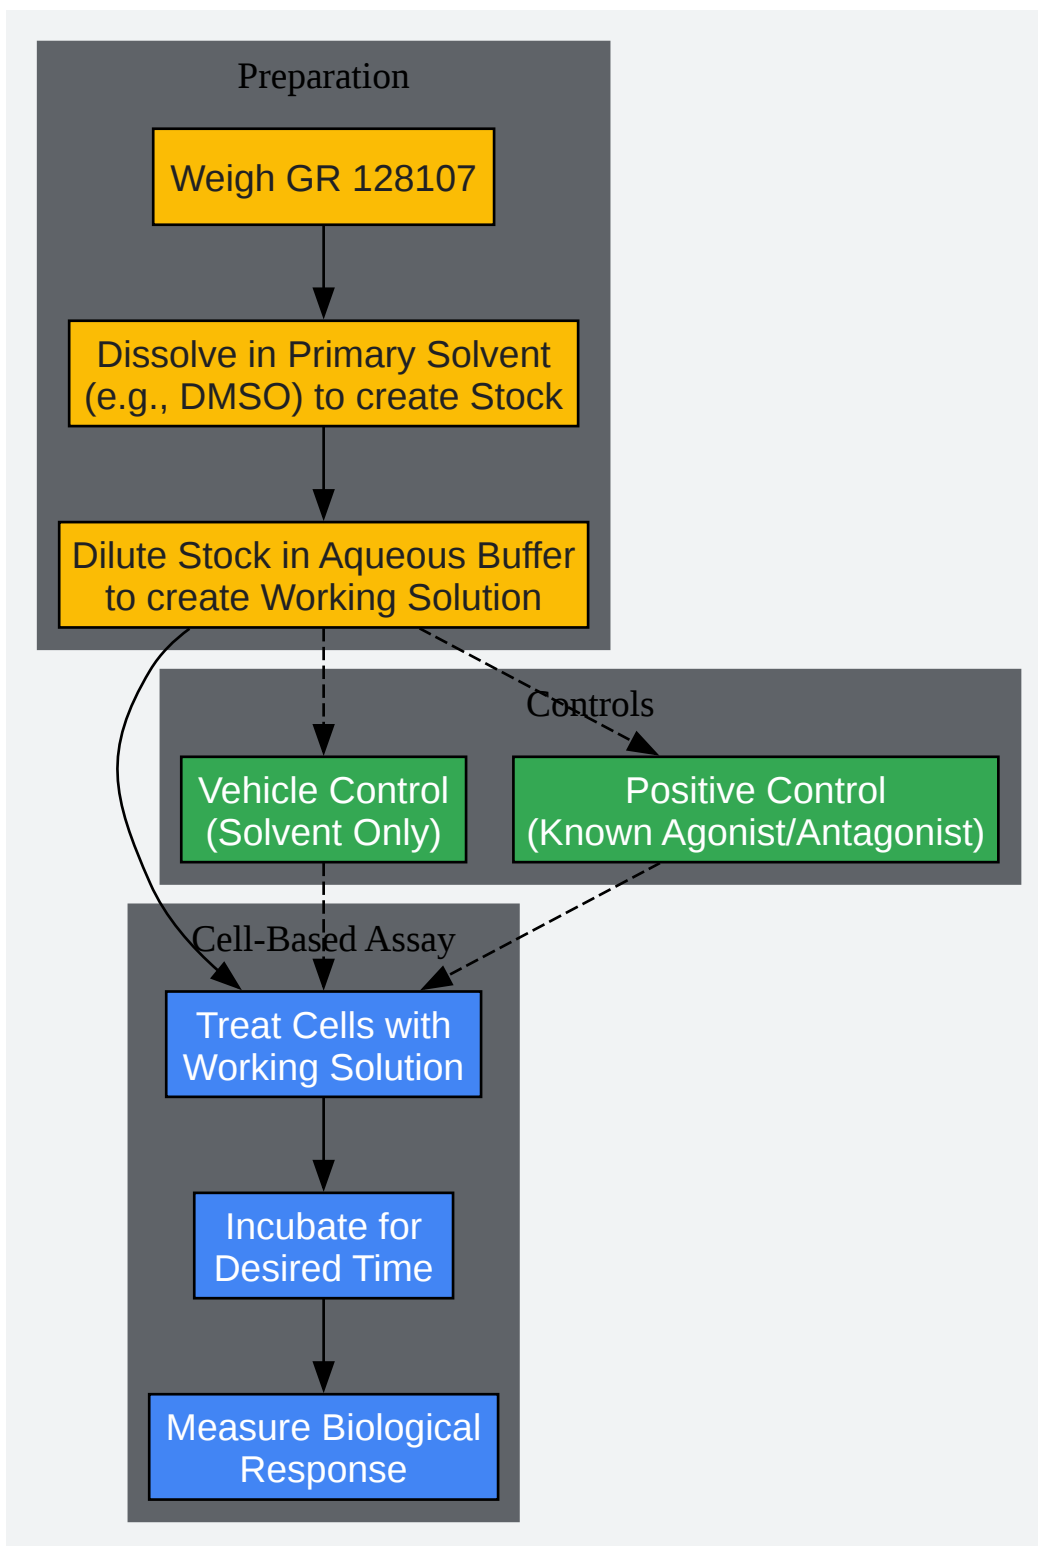 Preparation
Weigh GR 128107
Dissolve in Primary Solvent
(e.g., DMSO) to create Stock
Dilute Stock in Aqueous Buffer
to create Working Solution
Controls
Vehicle Control
(Solvent Only)
Positive Control
(Known Agonist/Antagonist)
Cell-Based Assay
Treat Cells with
Working Solution
Incubate for
Desired Time
Measure Biological
Response